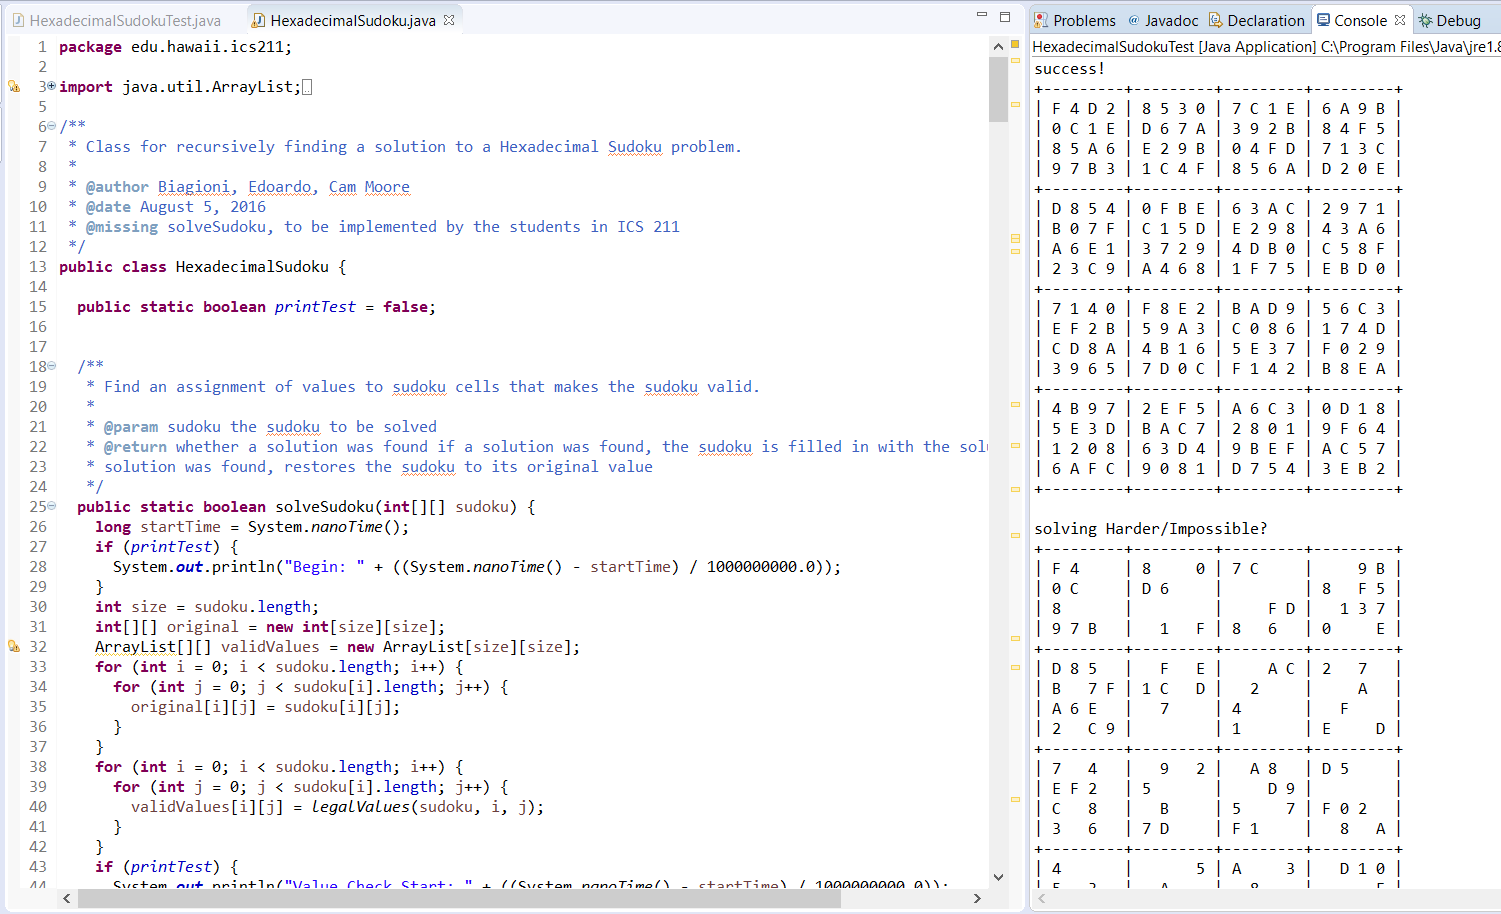 HexadecimalSudokuTest.java
HexadecimalSudoku.java
1 package edu.hawaii.ics211;
2
3 import java.util.ArrayList;
5
6 /**
7 * Class for recursively finding a solution to a Hexadecimal Sudoku problem.
8 *
9 * @author Biagioni, Edoardo, Cam Moore
10 * @date August 5, 2016
11 * @missing solveSudoku, to be implemented by the students in ICS 211
12 */
13 public class HexadecimalSudoku {
14
15 public static boolean printTest = false;
16
17
18 /**
19 * Find an assignment of values to sudoku cells that makes the sudoku valid.
20 *
21 * @param sudoku the sudoku to be solved
22 * @return whether a solution was found if a solution was found, the sudoku is filled in with the
23 * solution was found, restores the sudoku to its original value
24 */
25 public static boolean solveSudoku(int[][] sudoku) {
26 long startTime = System.nanoTime();
27 if (printTest) {
28 System.out.println("Begin: " + ((System.nanoTime() - startTime) / 1000000000.0));
29 }
30 int size = sudoku.length;
31 int[][] original = new int[size][size];
32 ArrayList[][] validValues = new ArrayList[size][size];
33 for (int i = 0; i < sudoku.length; i++) {
34 for (int j = 0; j < sudoku[i].length; j++) {
35 original[i][j] = sudoku[i][j];
36 }
37 }
38 for (int i = 0; i < sudoku.length; i++) {
39 for (int j = 0; j < sudoku[i].length; j++) {
40 validValues[i][j] = legalValues(sudoku, i, j);
41 }
42 }
43 if (printTest) {
44 System.out.println("Value Check Start: " + ((System.nanoTime() - startTime) / 1000000000.0));
Problems @ Javadoc Declaration Console Debug
HexadecimalSudokuTest [Java Application] C:\Program Files\Java\jre1.8
success!
+---------+---------+---------+---------+
| F 4 D 2 | 8 5 3 0 | 7 C 1 E | 6 A 9 B |
| 0 C 1 E | D 6 7 A | 3 9 2 B | 8 4 F 5 |
| 8 5 A 6 | E 2 9 B | 0 4 F D | 7 1 3 C |
| 9 7 B 3 | 1 C 4 F | 8 5 6 A | D 2 0 E |
+---------+---------+---------+---------+
| D 8 5 4 | 0 F B E | 6 3 A C | 2 9 7 1 |
| B 0 7 F | C 1 5 D | E 2 9 8 | 4 3 A 6 |
| A 6 E 1 | 3 7 2 9 | 4 D B 0 | C 5 8 F |
| 2 3 C 9 | A 4 6 8 | 1 F 7 5 | E B D 0 |
+---------+---------+---------+---------+
| 7 1 4 0 | F 8 E 2 | B A D 9 | 5 6 C 3 |
| E F 2 B | 5 9 A 3 | C 0 8 6 | 1 7 4 D |
| C D 8 A | 4 B 1 6 | 5 E 3 7 | F 0 2 9 |
| 3 9 6 5 | 7 D 0 C | F 1 4 2 | B 8 E A |
+---------+---------+---------+---------+
| 4 B 9 7 | 2 E F 5 | A 6 C 3 | 0 D 1 8 |
| 5 E 3 D | B A C 7 | 2 8 0 1 | 9 F 6 4 |
| 1 2 0 8 | 6 3 D 4 | 9 B E F | A C 5 7 |
| 6 A F C | 9 0 8 1 | D 7 5 4 | 3 E B 2 |
+---------+---------+---------+---------+
solving Harder/Impossible?
+---------+---------+---------+---------+
| F 4     | 8     0 | 7 C     |     9 B |
| 0 C     | D 6     |         | 8   F 5 |
| 8       |         |     F D |   1 3 7 |
| 9 7 B   |   1   F | 8   6   | 0     E |
+---------+---------+---------+---------+
| D 8 5   |   F   E |     A C | 2   7   |
| B   7 F | 1 C   D |   2     |     A   |
| A 6 E   |   7     | 4       |   F     |
| 2   C 9 |         | 1       | E     D |
+---------+---------+---------+---------+
| 7   4   |   9   2 |   A 8   | D 5     |
| E F 2   | 5       |     D 9 |         |
| C   8   |   B     | 5     7 | F 0 2   |
| 3   6   | 7 D     | F 1     |   8   A |
+---------+---------+---------+---------+
| 4       |       5 | A     3 |   D 1 0 |